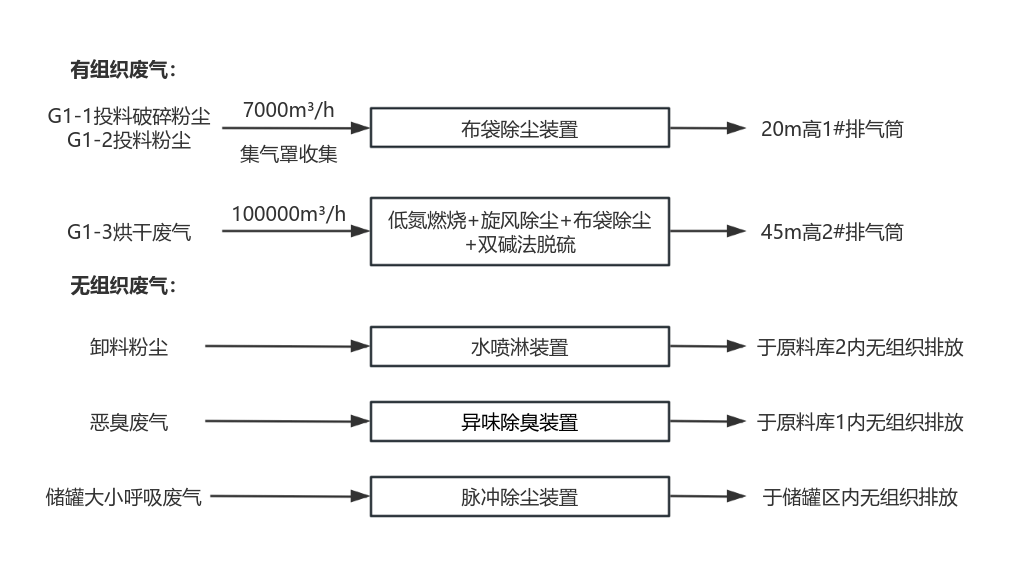 有组织废气：
G1-1投料破碎粉尘
G1-2投料粉尘
7000m³/h
集气罩收集
布袋除尘装置
20m高1#排气筒
G1-3烘干废气
100000m³/h
低氮燃烧+旋风除尘+布袋除尘
+双碱法脱硫
45m高2#排气筒
无组织废气：
卸料粉尘
水喷淋装置
于原料库2内无组织排放
恶臭废气
异味除臭装置
于原料库1内无组织排放
储罐大小呼吸废气
脉冲除尘装置
于储罐区内无组织排放